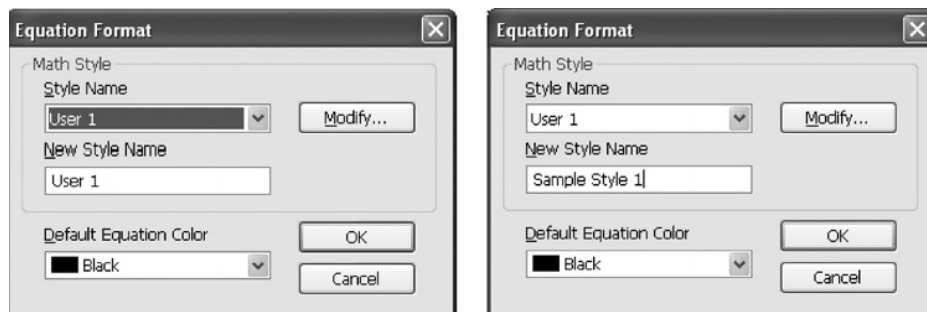 Equation Format
Math Style
Style Name
User 1
Modify...
New Style Name
User 1
Default Equation Color
Black
OK
Cancel
Equation Format
Math Style
Style Name
User 1
Modify...
New Style Name
Sample Style 1
Default Equation Color
Black
OK
Cancel